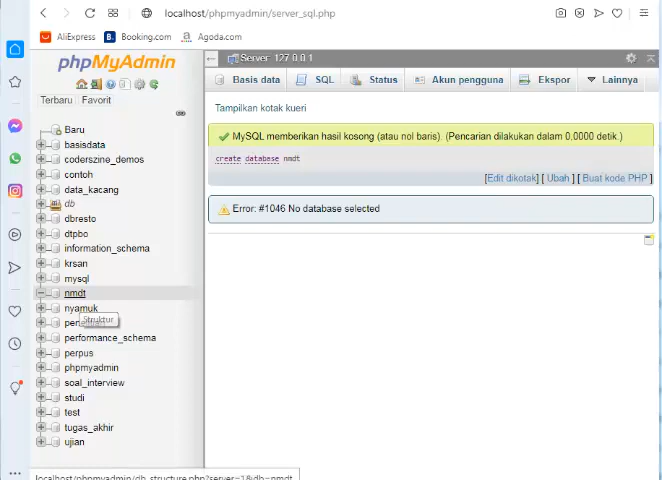 localhost/phpmyadmin/server_sql.php
AliExpress B. Booking.com a Agoda.com
phpMyAdmin
Terbaru Favorit
Baru
basisdata
coderszine_demos
contoh
data_kacang
db
dbresto
dtpbo
information_schema
krsan
mysql
nmdt
nyamuk
Struktur
performance_schema
perpus
phpmyadmin
soal_interview
studi
test
tugas_akhir
ujian
Server: 127.0.0.1
Basis data SQL Status Akun pengguna Ekspor Lainnya
Tampilkan kotak kueri
MySQL memberikan hasil kosong (atau nol baris). (Pencarian dilakukan dalam 0,0000 detik.)
create database nmdt
[Edit dikotak] [ Ubah ] [ Buat kode PHP ]
Error: #1046 No database selected
localhost/phpmyadmin/db_structure.php?server=1&db=nmdt